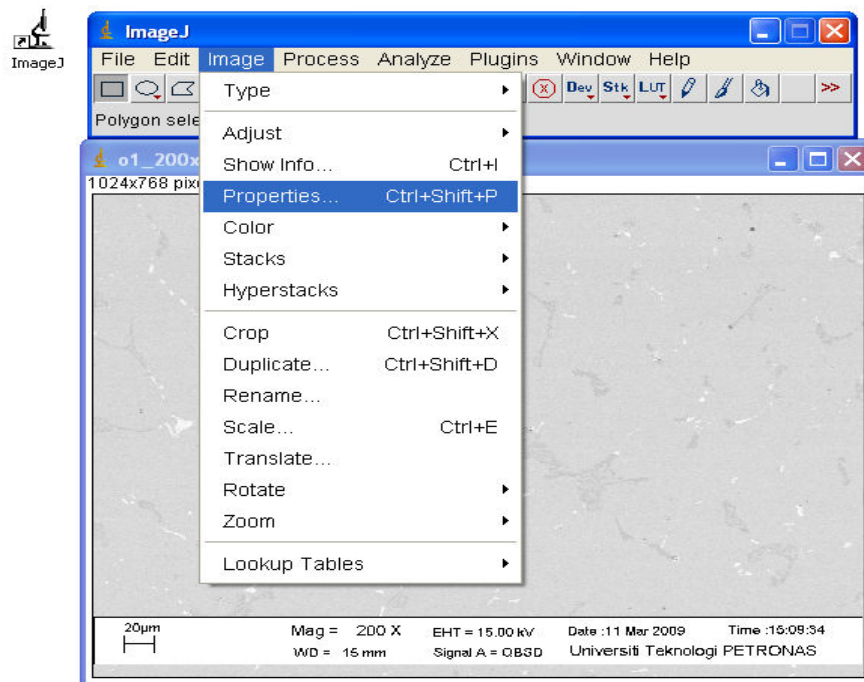 ImageJ
ImageJ
File Edit Image Process Analyze Plugins Window Help
Dev Stk LUT >>
Polygon sele
o1_200x
1024x768 pix
Type
Adjust
Show Info... Ctrl+I
Properties... Ctrl+Shift+P
Color
Stacks
Hyperstacks
Crop Ctrl+Shift+X
Duplicate... Ctrl+Shift+D
Rename...
Scale... Ctrl+E
Translate...
Rotate
Zoom
Lookup Tables
20µm Mag = 200 X EHT = 15.00 kV Date :11 Mar 2009 Time :15:09:34
WD = 15 mm Signal A = QBSD Universiti Teknologi PETRONAS